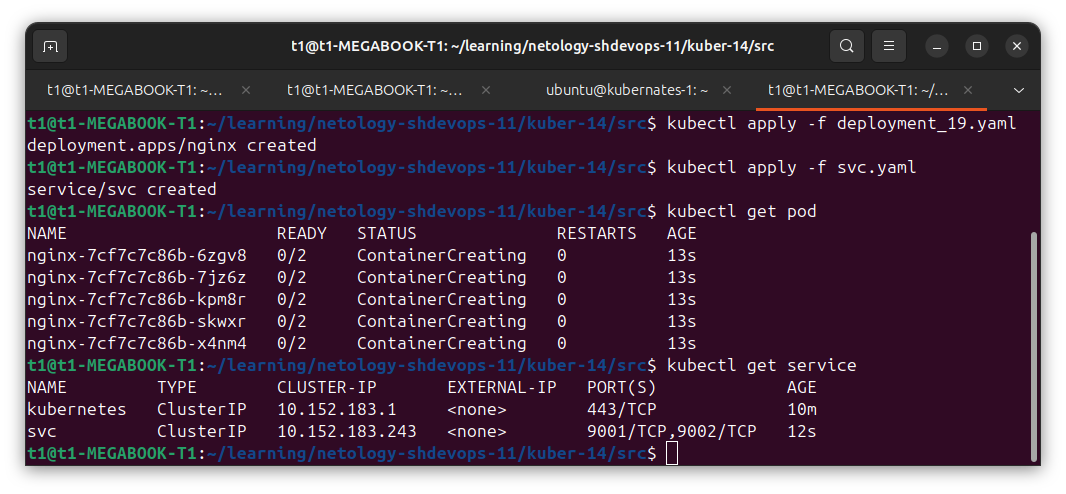 t1@t1-MEGABOOK-T1: ~/learning/netology-shdevops-11/kuber-14/src
t1@t1-MEGABOOK-T1: ~... × t1@t1-MEGABOOK-T1: ~... × ubuntu@kubernates-1: ~ × t1@t1-MEGABOOK-T1: ~/... ×
t1@t1-MEGABOOK-T1:~/learning/netology-shdevops-11/kuber-14/src$ kubectl apply -f deployment_19.yaml
deployment.apps/nginx created
t1@t1-MEGABOOK-T1:~/learning/netology-shdevops-11/kuber-14/src$ kubectl apply -f svc.yaml
service/svc created
t1@t1-MEGABOOK-T1:~/learning/netology-shdevops-11/kuber-14/src$ kubectl get pod
NAME READY STATUS RESTARTS AGE
nginx-7cf7c7c86b-6zgv8 0/2 ContainerCreating 0 13s
nginx-7cf7c7c86b-7jz6z 0/2 ContainerCreating 0 13s
nginx-7cf7c7c86b-kpm8r 0/2 ContainerCreating 0 13s
nginx-7cf7c7c86b-skwxr 0/2 ContainerCreating 0 13s
nginx-7cf7c7c86b-x4nm4 0/2 ContainerCreating 0 13s
t1@t1-MEGABOOK-T1:~/learning/netology-shdevops-11/kuber-14/src$ kubectl get service
NAME TYPE CLUSTER-IP EXTERNAL-IP PORT(S) AGE
kubernetes ClusterIP 10.152.183.1 <none> 443/TCP 10m
svc ClusterIP 10.152.183.243 <none> 9001/TCP,9002/TCP 12s
t1@t1-MEGABOOK-T1:~/learning/netology-shdevops-11/kuber-14/src$